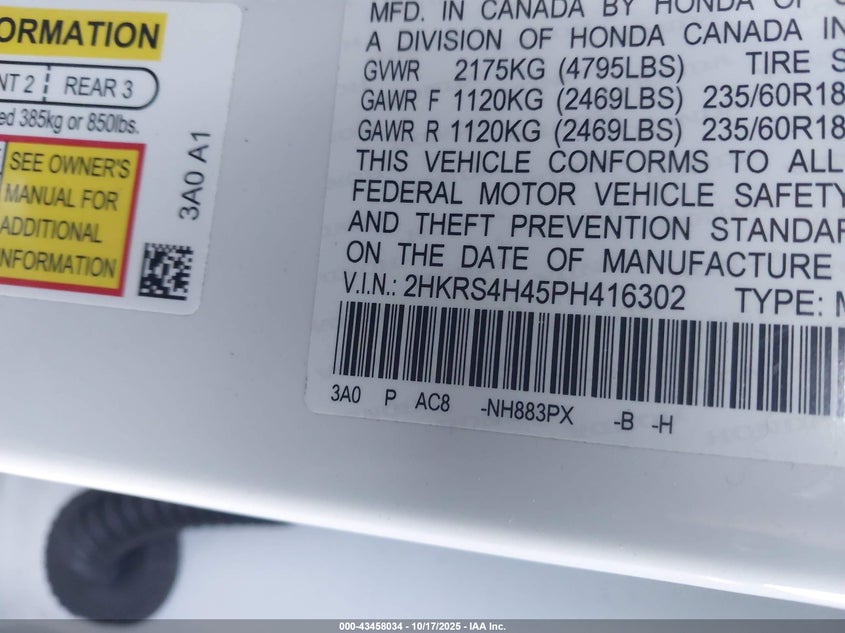 ORMATION
NT 2 | REAR 3
ed 385kg or 850lbs.
SEE OWNER'S
MANUAL FOR
ADDITIONAL
INFORMATION
3A0 A1
MFD. IN CANADA BY HONDA OF
A DIVISION OF HONDA CANADA IN
GVWR 2175KG (4795LBS) TIRE S
GAWR F 1120KG (2469LBS) 235/60R18
GAWR R 1120KG (2469LBS) 235/60R18
THIS VEHICLE CONFORMS TO ALL
FEDERAL MOTOR VEHICLE SAFETY
AND THEFT PREVENTION STANDAR
ON THE DATE OF MANUFACTURE
V.I.N.: 2HKRS4H45PH416302 TYPE: M
3A0 P AC8 -NH883PX -B -H
000-43458034 | 10/17/2025 - IAA Inc.